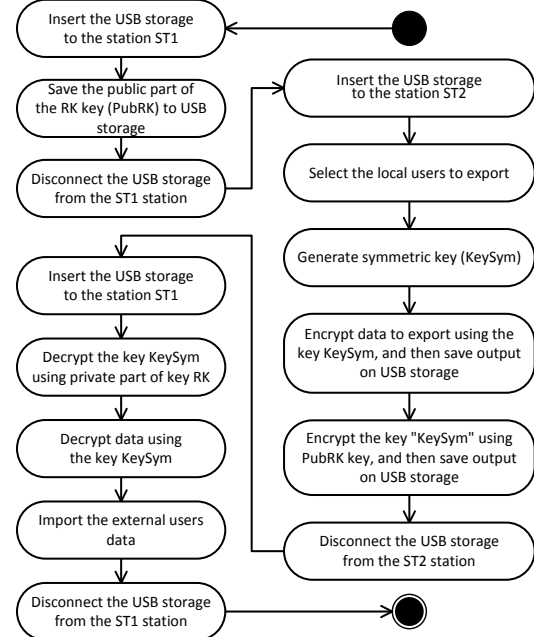 Insert the USB storage
to the station ST1
Save the public part of
the RK key (PubRK) to USB
storage
Disconnect the USB storage
from the ST1 station
Insert the USB storage
to the station ST2
Select the local users to export
Generate symmetric key (KeySym)
Encrypt data to export using the
key KeySym, and then save output
on USB storage
Encrypt the key "KeySym" using
PubRK key, and then save output
on USB storage
Disconnect the USB storage
from the ST2 station
Insert the USB storage
to the station ST1
Decrypt the key KeySym
using private part of key RK
Decrypt data using
the key KeySym
Import the external users
data
Disconnect the USB storage
from the ST1 station